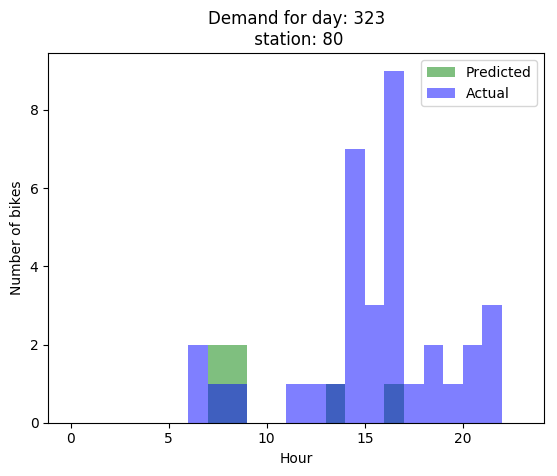 Demand for day: 323
station: 80
Predicted
Actual
Number of bikes
8
6
4
2
0
0
5
10
15
20
Hour